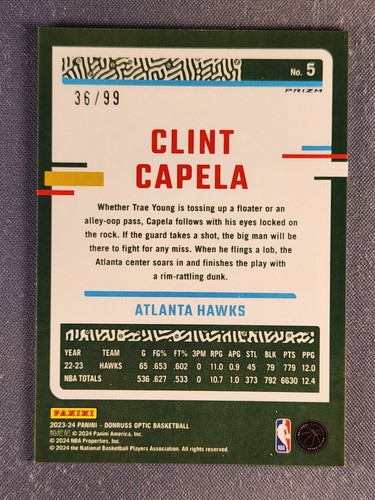 No. 5
PRIZM
36/99
CLINT
CAPELA
Whether Trae Young is tossing up a floater or an
alley-oop pass, Capela follows with his eyes locked on
the rock. If the guard takes a shot, the big man will be
there to fight for any miss. When he flings a lob, the
Atlanta center soars in and finishes the play with
a rim-rattling dunk.
ATLANTA HAWKS
YEAR TEAM G FG% FT% 3PM RPG APG STL BLK PTS PPG
22-23 HAWKS 65 .653 .602 0 11.0 0.9 45 79 779 12.0
NBA TOTALS 536 .627 .533 0 10.7 1.0 373 792 6630 12.4
PANINI
2023-24 PANINI - DONRUSS OPTIC BASKETBALL
帕尼尼 © 2024 Panini America, Inc.
© 2024 NBA Properties, Inc.
© 2024 the National Basketball Players Association. All rights reserved.
NBA